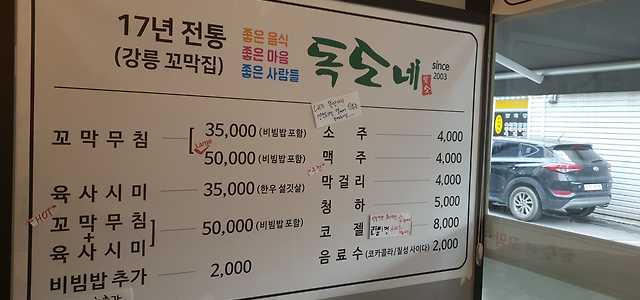 17년 전통
(강릉 꼬막집)
좋은 음식
좋은 마음
좋은 사람들
독도네
since
2003
꼬막무침 35,000 (비빔밥 포함)
Large
50,000 (비빔밥 포함)
육사시미 35,000 (한우 설깃살)
HOT
꼬막무침
+
육사시미
50,000 (비빔밥 포함)
비빔밥 추가 2,000
소주 4,000
맥주 4,000
막걸리 4,000
청하 5,000
코젤 8,000
음료수 (코카콜라/칠성 사이다) 2,000